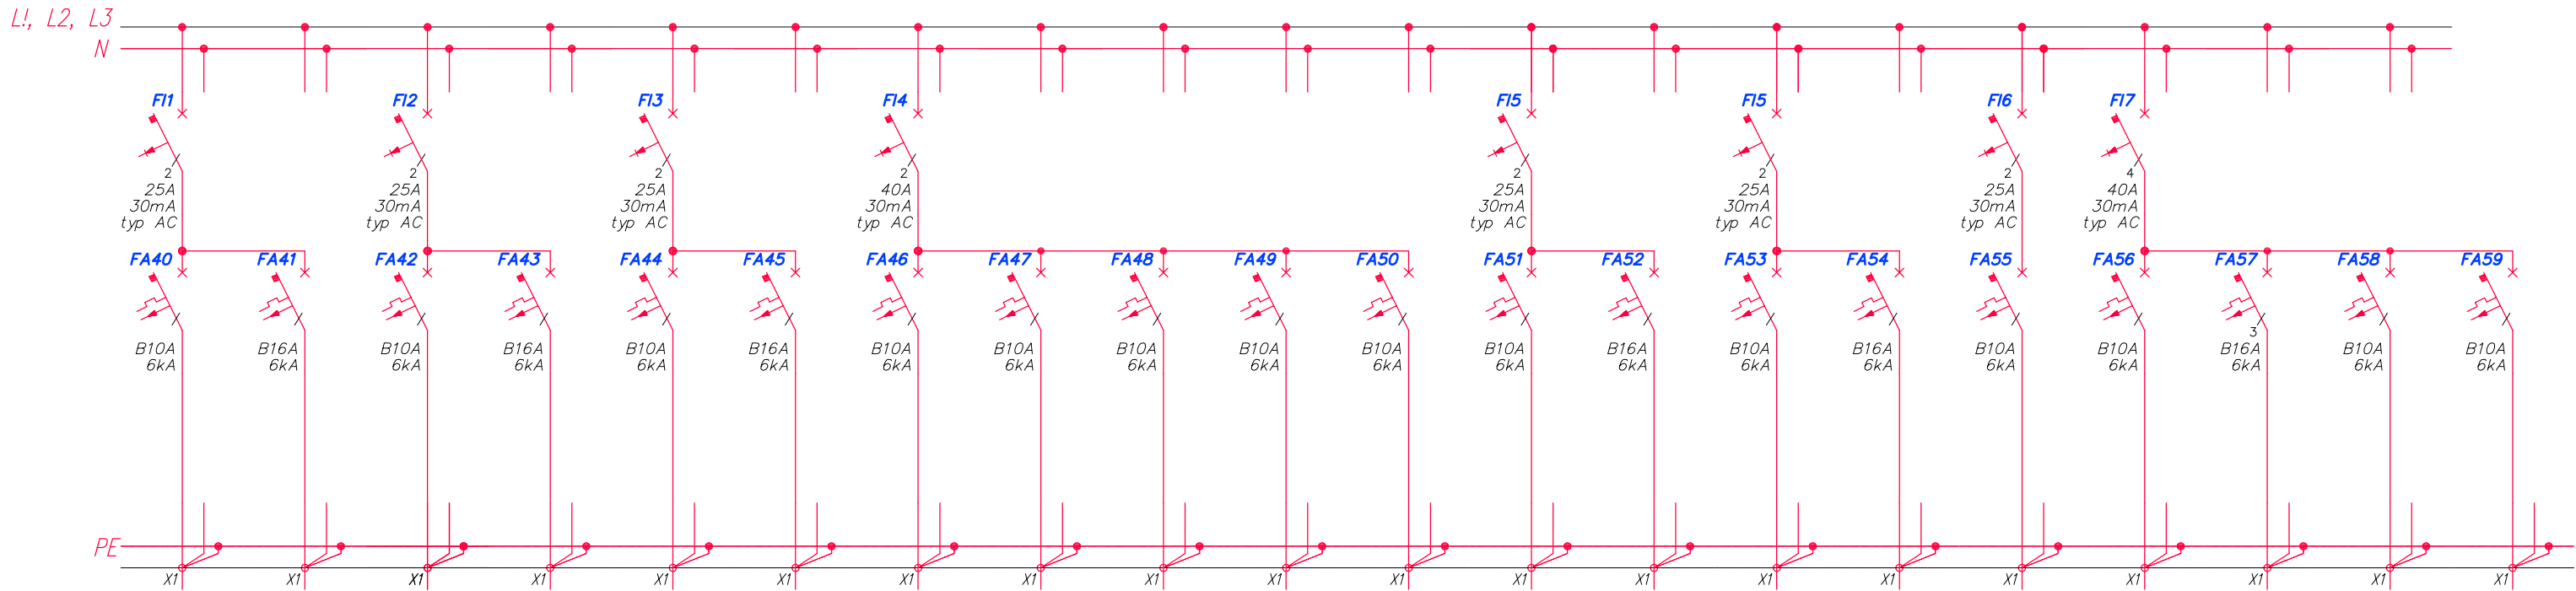 L!, L2, L3
N
FI1 FI2 FI3 FI4 FI5 FI5 FI6 FI7
2 2 2 2 2 2 2 4
25A 25A 25A 40A 25A 25A 25A 40A
30mA 30mA 30mA 30mA 30mA 30mA 30mA 30mA
typ AC typ AC typ AC typ AC typ AC typ AC typ AC typ AC
FA40 FA41 FA42 FA43 FA44 FA45 FA46 FA47 FA48 FA49 FA50 FA51 FA52 FA53 FA54 FA55 FA56 FA57 FA58 FA59
3
B10A B16A B10A B16A B10A B16A B10A B10A B10A B10A B10A B10A B16A B10A B16A B10A B10A B16A B10A B10A
6kA 6kA 6kA 6kA 6kA 6kA 6kA 6kA 6kA 6kA 6kA 6kA 6kA 6kA 6kA 6kA 6kA 6kA 6kA 6kA
PE
X1 X1 X1 X1 X1 X1 X1 X1 X1 X1 X1 X1 X1 X1 X1 X1 X1 X1 X1 X1